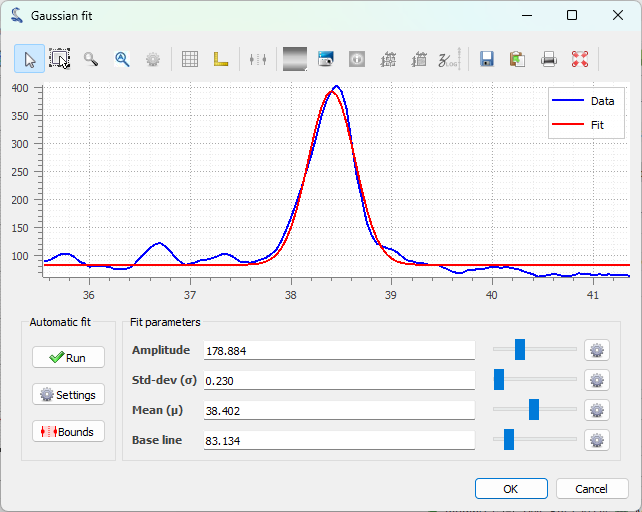 Gaussian fit
LOG
400
350
300
250
200
150
100
Data
Fit
36 37 38 39 40 41
Automatic fit
Run
Settings
Bounds
Fit parameters
Amplitude 178.884
Std-dev (σ) 0.230
Mean (μ) 38.402
Base line 83.134
OK Cancel